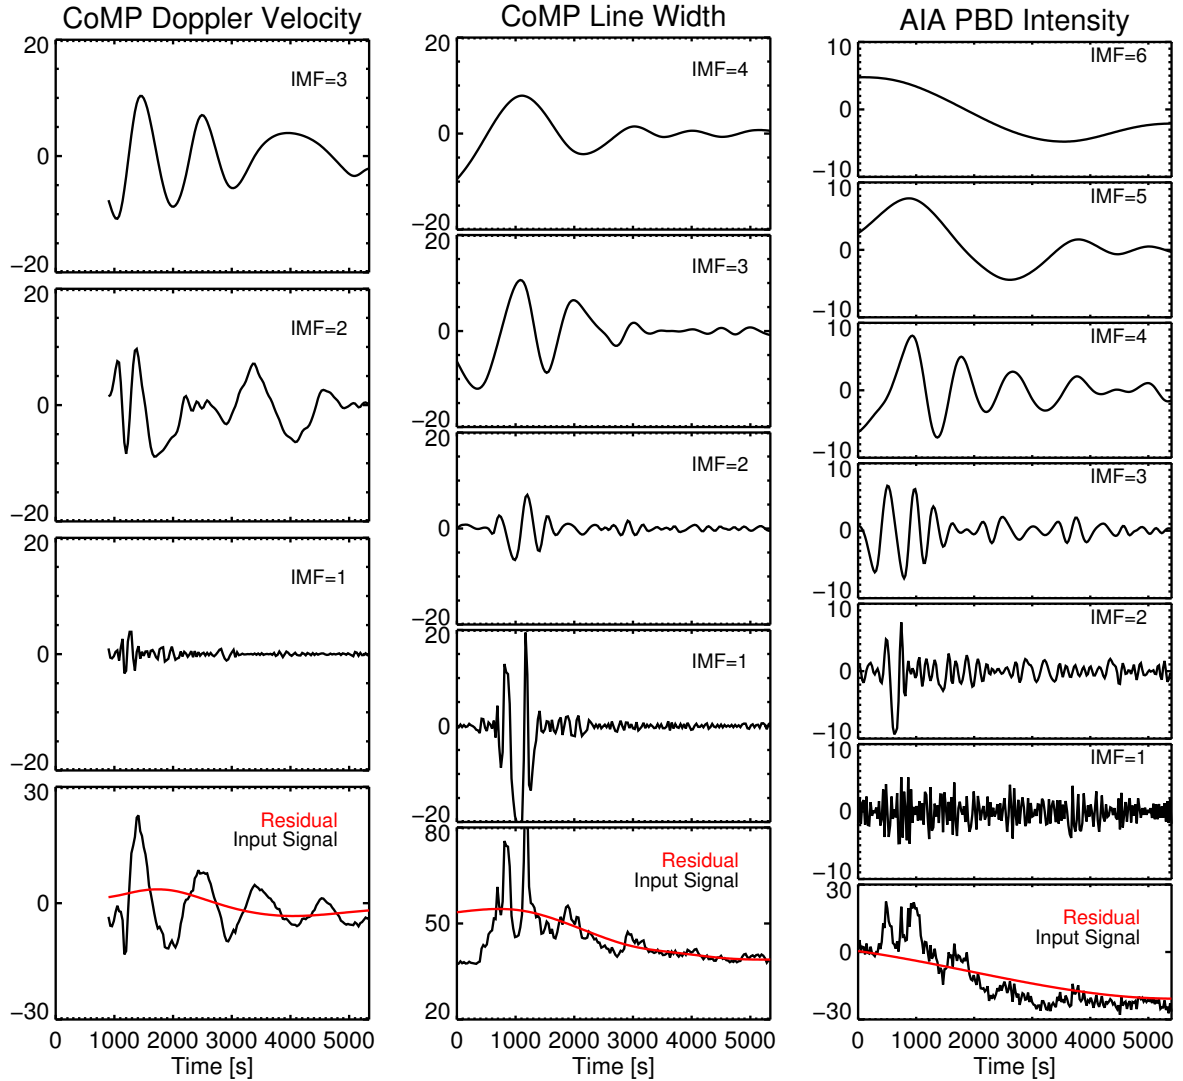 CoMP Doppler Velocity
20
0
−20
IMF=3
20
0
−20
IMF=2
20
0
−20
IMF=1
30
0
−30
Residual
Input Signal
0 1000 2000 3000 4000 5000
Time [s]
CoMP Line Width
20
0
−20
IMF=4
20
0
−20
IMF=3
20
0
−20
IMF=2
20
0
−20
IMF=1
80
50
20
Residual
Input Signal
0 1000 2000 3000 4000 5000
Time [s]
AIA PBD Intensity
10
0
−10
IMF=6
10
0
−10
IMF=5
10
0
−10
IMF=4
10
0
−10
IMF=3
10
0
−10
IMF=2
10
0
−10
IMF=1
30
0
−30
Residual
Input Signal
0 1000 2000 3000 4000 5000
Time [s]